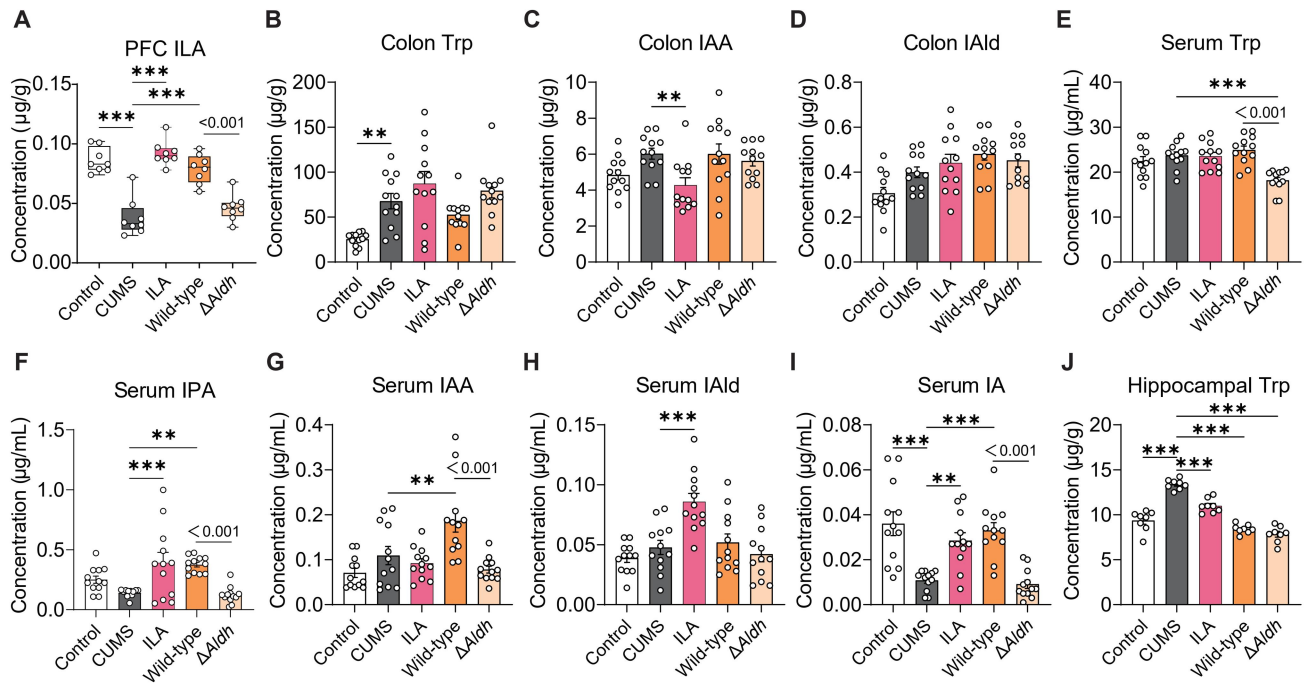 A
PFC ILA
Concentration (µg/g)
0.15
0.10
0.05
0.00
***
***
***
<0.001
Control
CUMS
ILA
Wild-type
ΔAldh
B
Colon Trp
Concentration (µg/g)
200
150
100
50
0
**
Control
CUMS
ILA
Wild-type
ΔAldh
C
Colon IAA
Concentration (µg/g)
10
8
6
4
2
0
**
Control
CUMS
ILA
Wild-type
ΔAldh
D
Colon IAld
Concentration (µg/g)
0.8
0.6
0.4
0.2
0.0
Control
CUMS
ILA
Wild-type
ΔAldh
E
Serum Trp
Concentration (µg/mL)
40
30
20
10
0
***
<0.001
Control
CUMS
ILA
Wild-type
ΔAldh
F
Serum IPA
Concentration (µg/mL)
1.5
1.0
0.5
0.0
**
***
<0.001
Control
CUMS
ILA
Wild-type
ΔAldh
G
Serum IAA
Concentration (µg/mL)
0.4
0.3
0.2
0.1
0.0
**
<0.001
Control
CUMS
ILA
Wild-type
ΔAldh
H
Serum IAld
Concentration (µg/mL)
0.15
0.10
0.05
0.00
***
Control
CUMS
ILA
Wild-type
ΔAldh
I
Serum IA
Concentration (µg/mL)
0.08
0.06
0.04
0.02
0.00
***
***
**
<0.001
Control
CUMS
ILA
Wild-type
ΔAldh
J
Hippocampal Trp
Concentration (µg/g)
20
15
10
5
0
***
***
***
***
Control
CUMS
ILA
Wild-type
ΔAldh